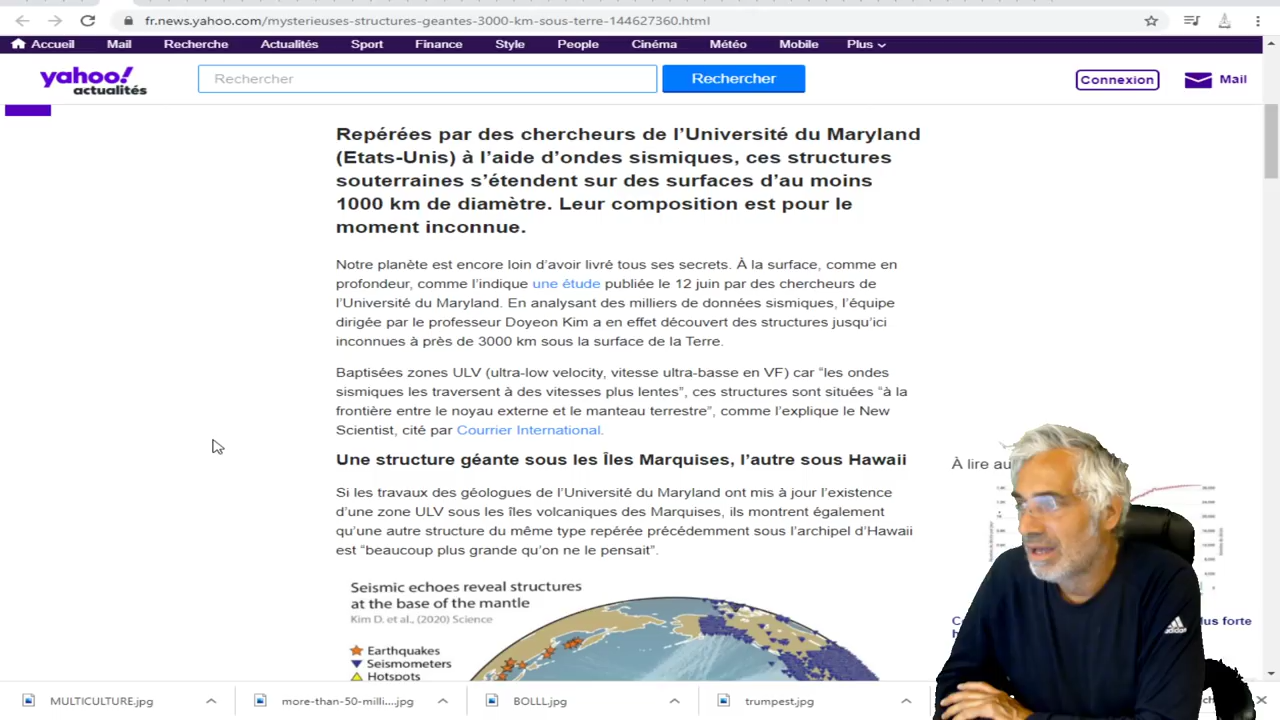 fr.news.yahoo.com/mysterieuses-structures-geantes-3000-km-sous-terre-144627360.html
Accueil Mail Recherche Actualités Sport Finance Style People Cinéma Météo Mobile Plus
yahoo!
actualités
Rechercher
Rechercher
Connexion
Mail
Repérées par des chercheurs de l’Université du Maryland
(Etats-Unis) à l’aide d’ondes sismiques, ces structures
souterraines s’étendent sur des surfaces d’au moins
1000 km de diamètre. Leur composition est pour le
moment inconnue.
Notre planète est encore loin d’avoir livré tous ses secrets. À la surface, comme en
profondeur, comme l’indique une étude publiée le 12 juin par des chercheurs de
l’Université du Maryland. En analysant des milliers de données sismiques, l’équipe
dirigée par le professeur Doyeon Kim a en effet découvert des structures jusqu’ici
inconnues à près de 3000 km sous la surface de la Terre.
Baptisées zones ULV (ultra-low velocity, vitesse ultra-basse en VF) car “les ondes
sismiques les traversent à des vitesses plus lentes”, ces structures sont situées “à la
frontière entre le noyau externe et le manteau terrestre”, comme l’explique le New
Scientist, cité par Courrier International.
Une structure géante sous les Îles Marquises, l’autre sous Hawaii
Si les travaux des géologues de l’Université du Maryland ont mis à jour l’existence
d’une zone ULV sous les îles volcaniques des Marquises, ils montrent également
qu’une autre structure du même type repérée précédemment sous l’archipel d’Hawaii
est “beaucoup plus grande qu’on ne le pensait”.
À lire au
Seismic echoes reveal structures
at the base of the mantle
Kim D. et al., (2020) Science
Earthquakes
Seismometers
Hotspots
lus forte
adidas
MULTICULTURE.jpg
more-than-50-milli....jpg
BOLLL.jpg
trumpest.jpg